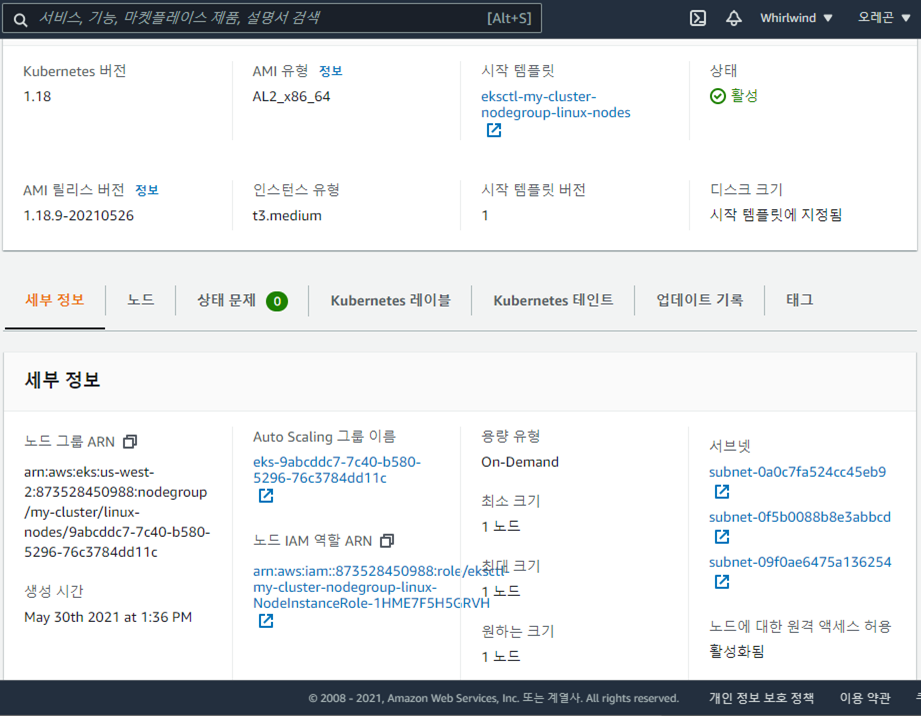 서비스, 기능, 마켓플레이스 제품, 설명서 검색
[Alt+S]
Whirlwind
오레곤
Kubernetes 버전
1.18
AMI 유형 정보
AL2_x86_64
시작 템플릿
eksctl-my-cluster-
nodegroup-linux-nodes
상태
활성
AMI 릴리스 버전 정보
1.18.9-20210526
인스턴스 유형
t3.medium
시작 템플릿 버전
1
디스크 크기
시작 템플릿에 지정됨
세부 정보
노드
상태 문제 0
Kubernetes 레이블
Kubernetes 테인트
업데이트 기록
태그
세부 정보
노드 그룹 ARN
arn:aws:eks:us-west-
2:873528450988:nodegroup
/my-cluster/linux-
nodes/9abcddc7-7c40-b580-
5296-76c3784dd11c
생성 시간
May 30th 2021 at 1:36 PM
Auto Scaling 그룹 이름
eks-9abcddc7-7c40-b580-
5296-76c3784dd11c
노드 IAM 역할 ARN
arn:aws:iam::873528450988:role/eksctl-
my-cluster-nodegroup-linux-
NodeInstanceRole-1HME7F5H5GRVH
용량 유형
On-Demand
최소 크기
1 노드
최대 크기
1 노드
원하는 크기
1 노드
서브넷
subnet-0a0c7fa524cc45eb9
subnet-0f5b0088b8e3abbcd
subnet-09f0ae6475a136254
노드에 대한 원격 액세스 허용
활성화됨
© 2008 - 2021, Amazon Web Services, Inc. 또는 계열사. All rights reserved.
개인 정보 보호 정책
이용 약관